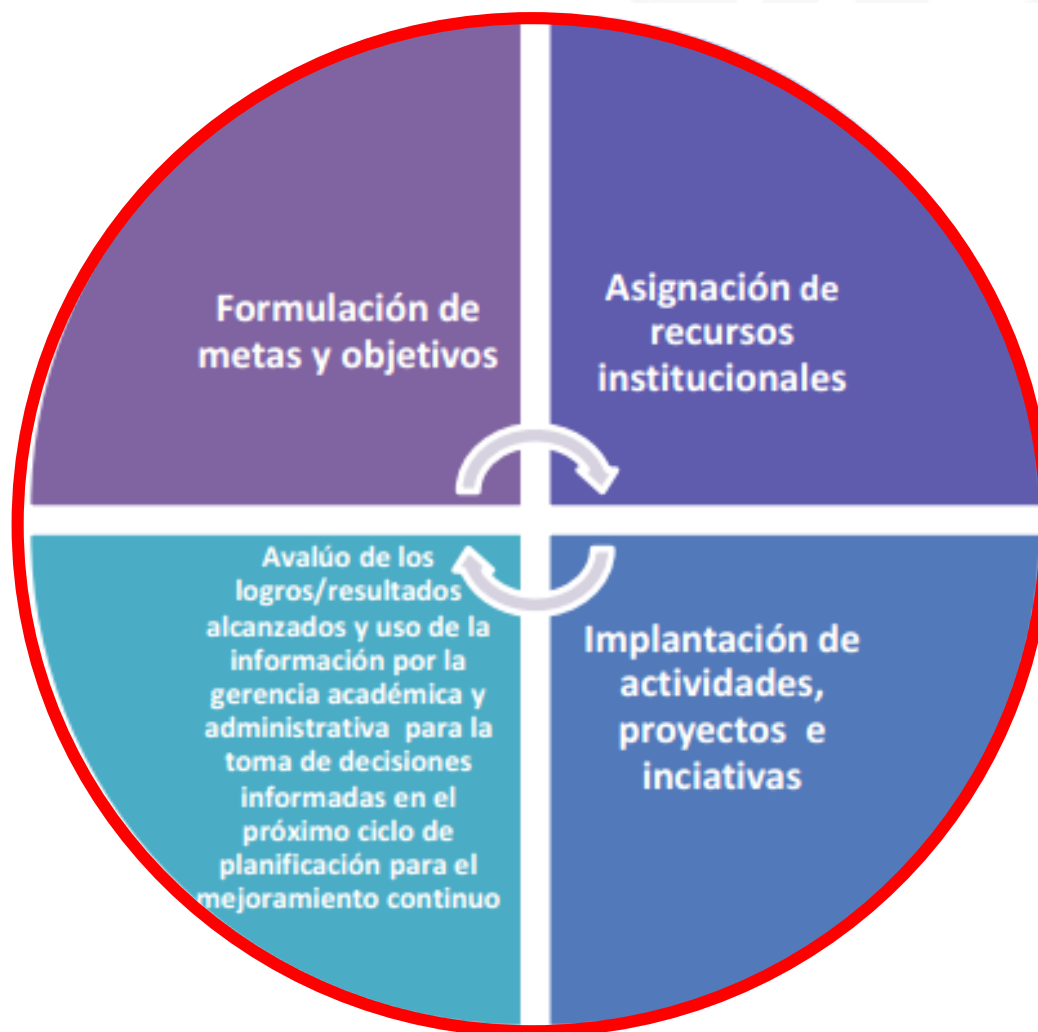 Formulación de
metas y objetivos
Asignación de
recursos
institucionales
Avalúo de los
logros/resultados
alcanzados y uso de la
información por la
gerencia académica y
administrativa para la
toma de decisiones
informadas en el
próximo ciclo de
planificación para el
mejoramiento continuo
Implantación de
actividades,
proyectos e
inciativas